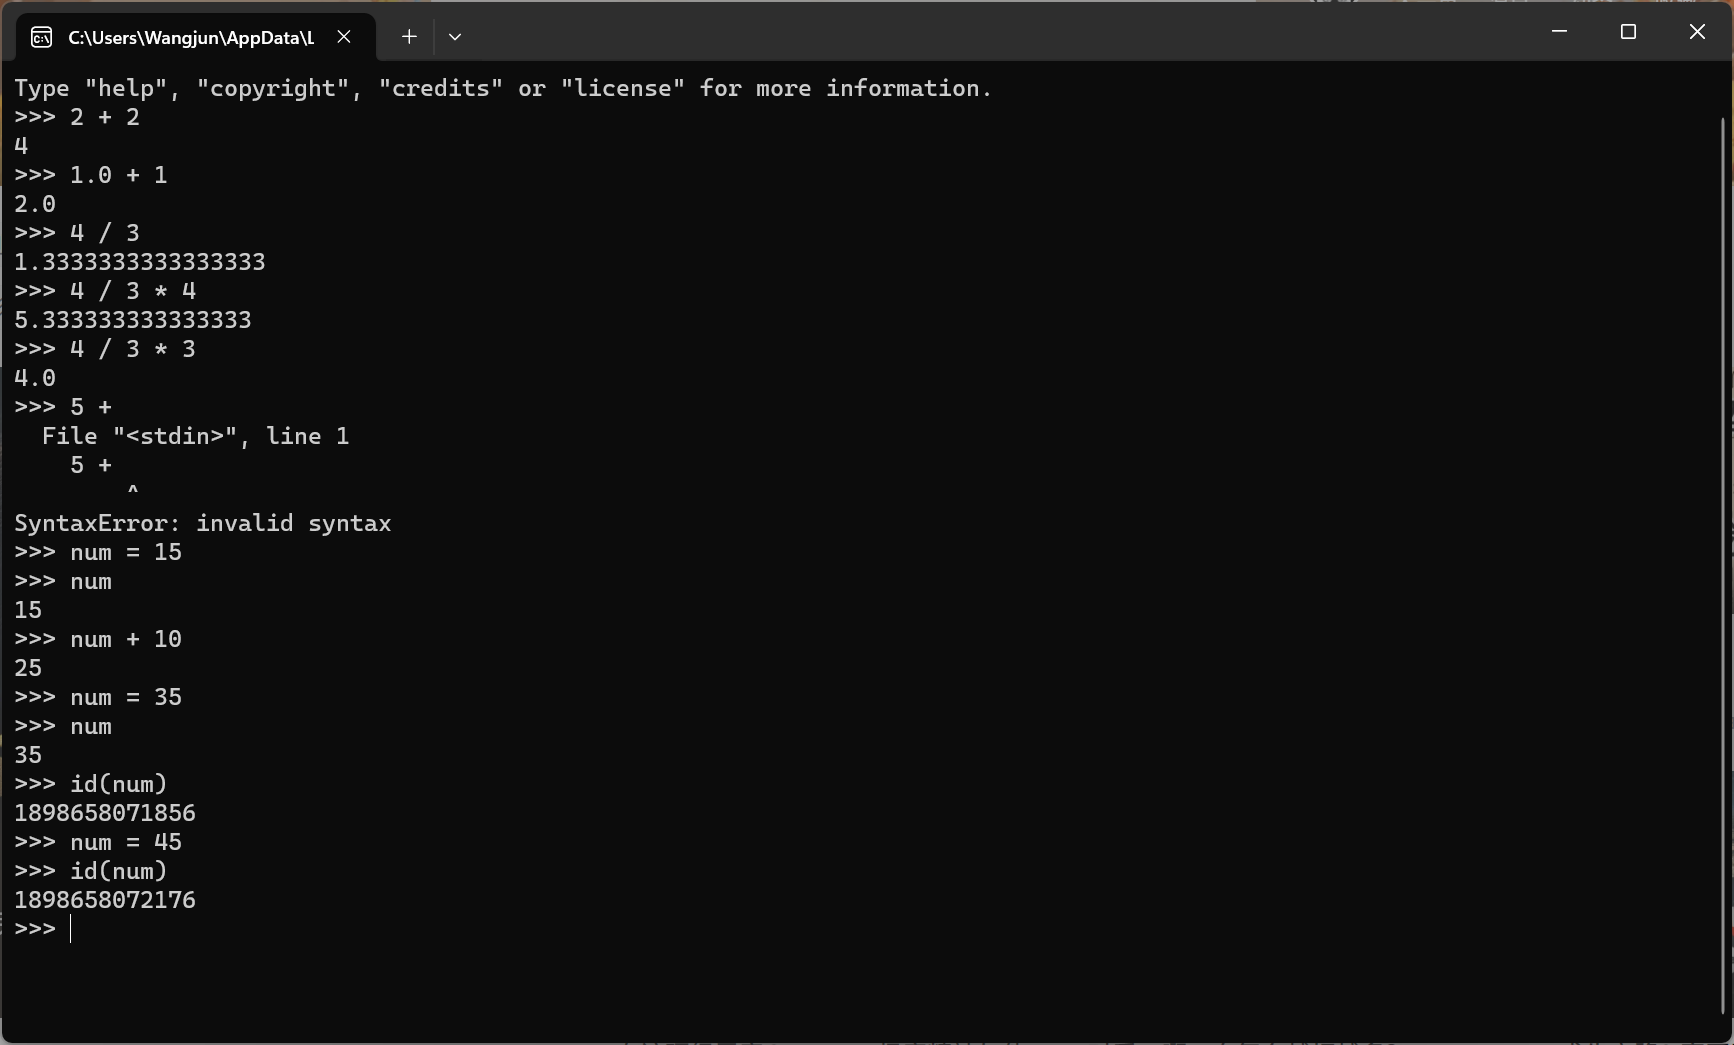 C:\Users\Wangjun\AppData\L
Type "help", "copyright", "credits" or "license" for more information.
>>> 2 + 2
4
>>> 1.0 + 1
2.0
>>> 4 / 3
1.3333333333333333
>>> 4 / 3 * 4
5.333333333333333
>>> 4 / 3 * 3
4.0
>>> 5 +
  File "<stdin>", line 1
    5 +
        ^
SyntaxError: invalid syntax
>>> num = 15
>>> num
15
>>> num + 10
25
>>> num = 35
>>> num
35
>>> id(num)
1898658071856
>>> num = 45
>>> id(num)
1898658072176
>>>